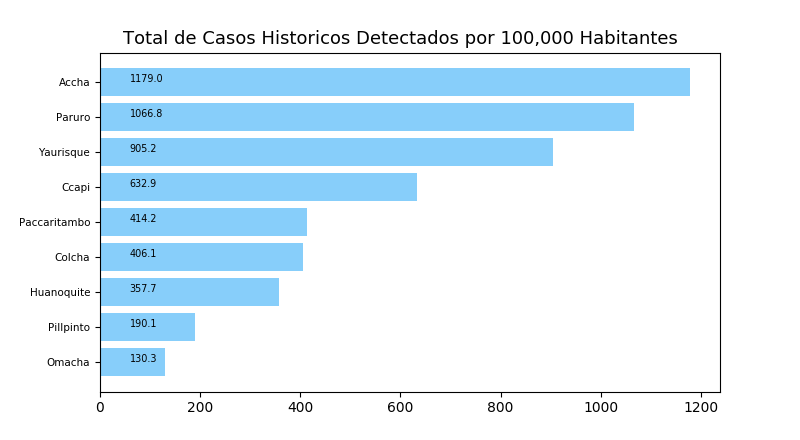 Total de Casos Historicos Detectados por 100,000 Habitantes
Accha 1179.0
Paruro 1066.8
Yaurisque 905.2
Ccapi 632.9
Paccaritambo 414.2
Colcha 406.1
Huanoquite 357.7
Pillpinto 190.1
Omacha 130.3
0 200 400 600 800 1000 1200